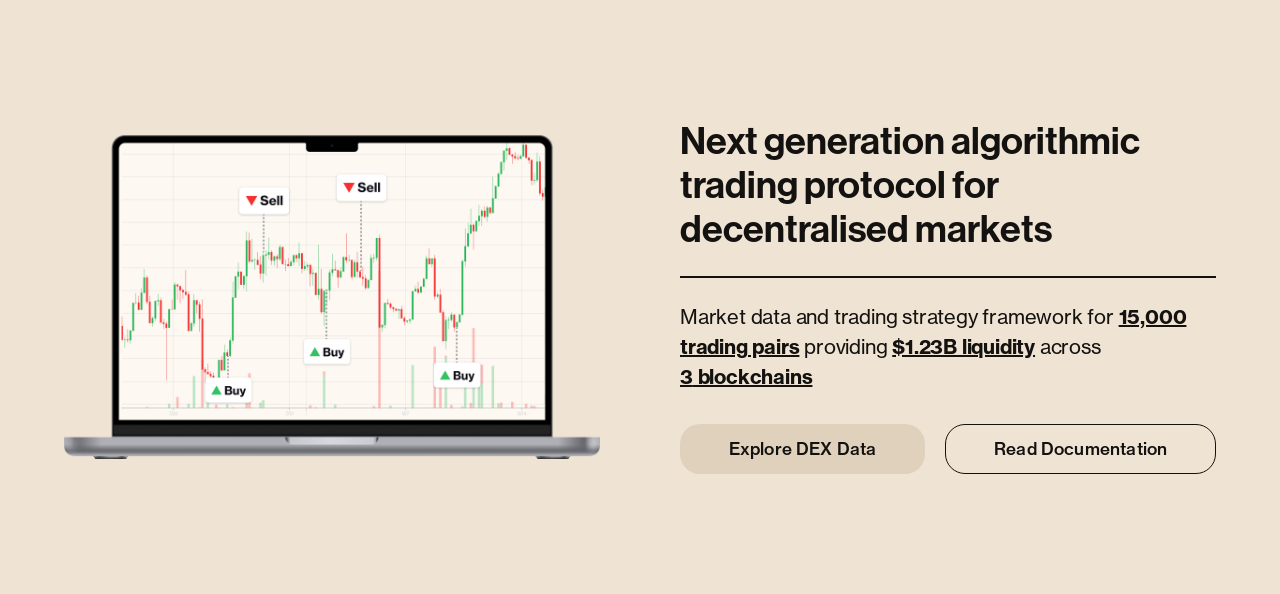 Sell
Sell
Buy
Buy
Buy
Next generation algorithmic
trading protocol for
decentralised markets
Market data and trading strategy framework for 15,000
trading pairs providing $1.23B liquidity across
3 blockchains
Explore DEX Data
Read Documentation